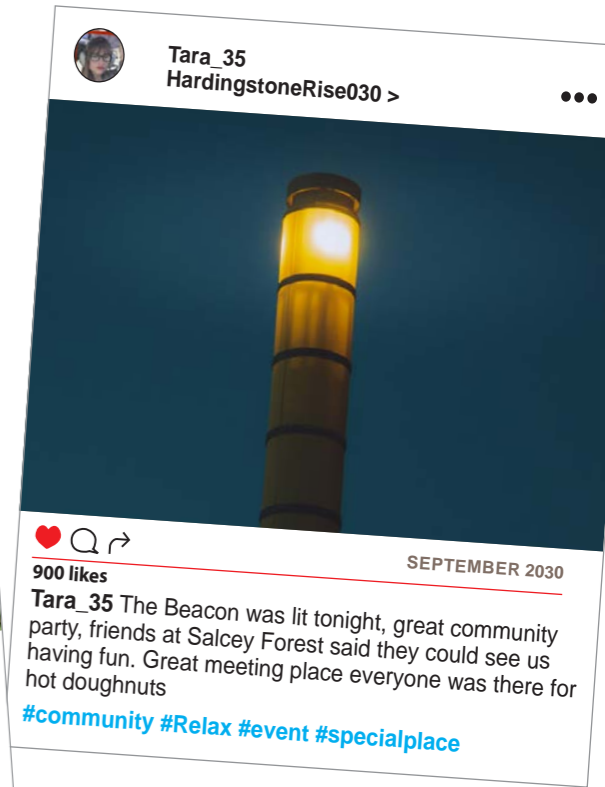 Tara_35
HardingstoneRise030 >
SEPTEMBER 2030
900 likes
Tara_35 The Beacon was lit tonight, great community
party, friends at Salcey Forest said they could see us
having fun. Great meeting place everyone was there for
hot doughnuts
#community #Relax #event #specialplace